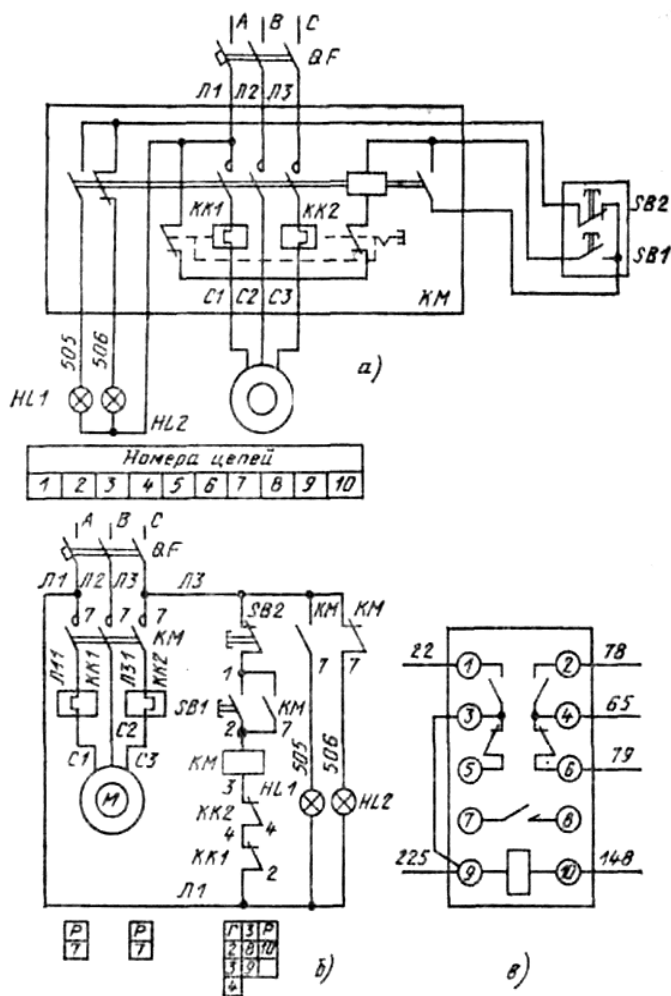 A B C
QF
Л1 Л2 Л3
KK1 KK2
SB2
SB1
C1 C2 C3
KM
505 506
а)
HL1
HL2
Номера цепей
1 2 3 4 5 6 7 8 9 10
A B C
QF
Л1 Л2 Л3 Л3
SB2 KM KM
7 7 7
KM
7 7
Л11 KK1 Л31 KK2
1
SB1 KM
2 7
C2
505 506
C1 C3
KM
3
HL1 HL2
M
KK2
4 4
KK1
2
Л1
P P
7 7
Г З P
2 8 10
3 9
4
б)
22 1 2 78
3 4 65
5 6 79
7 8
225 9 10 148
в)